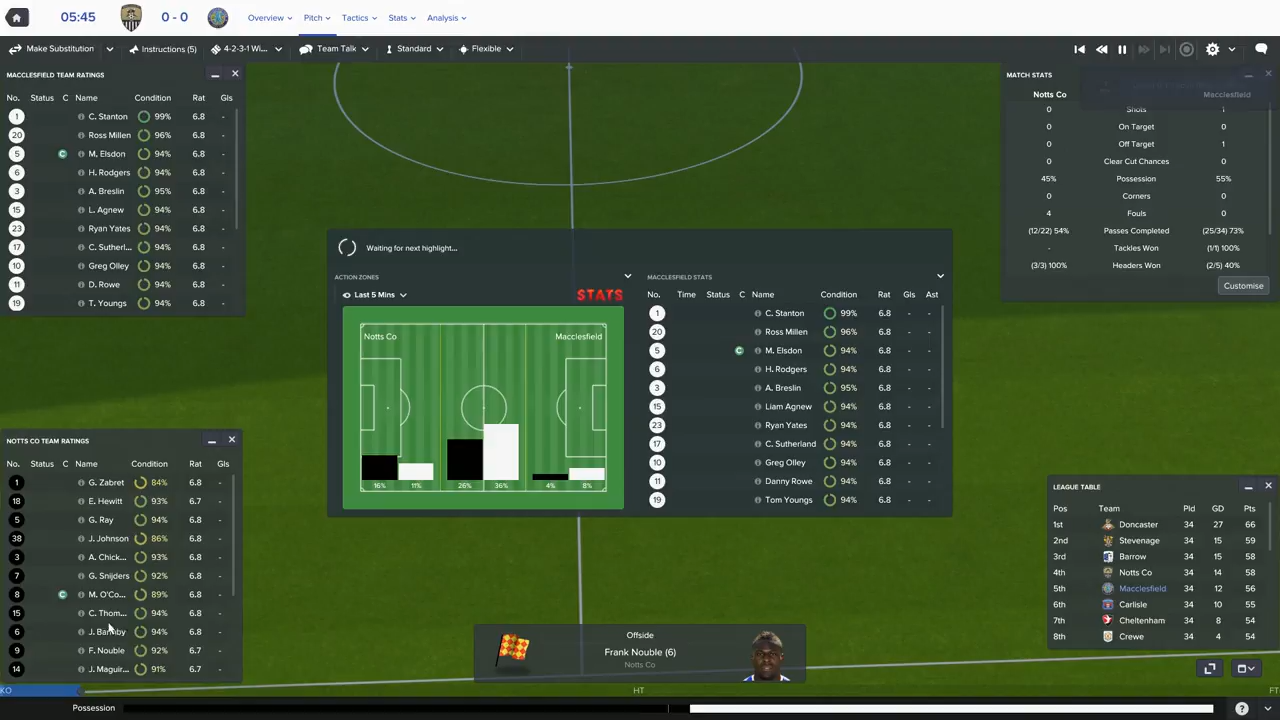 05:45 0 - 0 Overview Pitch Tactics Stats Analysis
Make Substitution Instructions (5) 4-2-3-1 Wi... Team Talk Standard Flexible
MACCLESFIELD TEAM RATINGS
No. Status C Name Condition Rat Gls
1 C. Stanton 99% 6.8 -
20 Ross Millen 96% 6.8 -
5 C M. Elsdon 94% 6.8 -
6 H. Rodgers 94% 6.8 -
3 A. Breslin 95% 6.8 -
15 L. Agnew 94% 6.8 -
23 Ryan Yates 94% 6.8 -
17 C. Sutherl... 94% 6.8 -
10 Greg Olley 94% 6.8 -
11 D. Rowe 94% 6.8 -
19 T. Youngs 94% 6.8 -
MATCH STATS
Notts Co Macclesfield
0 Shots 1
0 On Target 0
0 Off Target 1
0 Clear Cut Chances 0
45% Possession 55%
0 Corners 0
4 Fouls 0
(12/22) 54% Passes Completed (25/34) 73%
- Tackles Won (1/1) 100%
(3/3) 100% Headers Won (2/5) 40%
Customise
Waiting for next highlight...
ACTION ZONES
Last 5 Mins STATS
Notts Co Macclesfield
16% 11% 26% 36% 4% 8%
MACCLESFIELD STATS
No. Time Status C Name Condition Rat Gls Ast
1 C. Stanton 99% 6.8 - -
20 Ross Millen 96% 6.8 - -
5 C M. Elsdon 94% 6.8 - -
6 H. Rodgers 94% 6.8 - -
3 A. Breslin 95% 6.8 - -
15 Liam Agnew 94% 6.8 - -
23 Ryan Yates 94% 6.8 - -
17 C. Sutherland 94% 6.8 - -
10 Greg Olley 94% 6.8 - -
11 Danny Rowe 94% 6.8 - -
19 Tom Youngs 94% 6.8 - -
NOTTS CO TEAM RATINGS
No. Status C Name Condition Rat Gls
1 G. Zabret 84% 6.8 -
18 E. Hewitt 93% 6.7 -
5 G. Ray 94% 6.8 -
38 J. Johnson 86% 6.8 -
3 A. Chick... 93% 6.8 -
7 G. Snijders 92% 6.8 -
8 C M. O'Co... 89% 6.8 -
15 C. Thom... 94% 6.8 -
6 J. Barnaby 94% 6.8 -
9 F. Nouble 92% 6.7 -
14 J. Maguir... 91% 6.7 -
LEAGUE TABLE
Pos Team Pld GD Pts
1st Doncaster 34 27 66
2nd Stevenage 34 15 59
3rd Barrow 34 15 58
4th Notts Co 34 14 58
5th Macclesfield 34 12 56
6th Carlisle 34 10 55
7th Cheltenham 34 8 54
8th Crewe 34 4 54
Offside
Frank Nouble (6)
Notts Co
KO HT FT
Possession ?